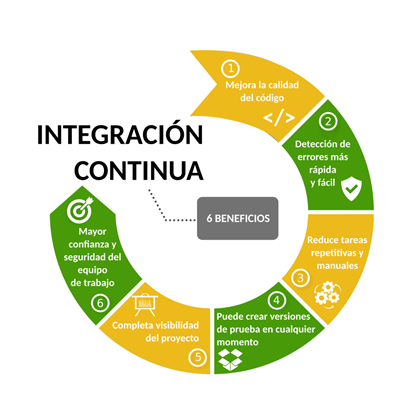 INTEGRACIÓN
CONTINUA
6 BENEFICIOS
1
Mejora la calidad
del código
</>
2
Detección de
errores más
rápida
y fácil
Reduce tareas
repetitivas y
manuales
3
4
Puede crear versiones
de prueba en cualquier
momento
Completa visibilidad
del proyecto
5
Mayor
confianza y
seguridad del
equipo
de trabajo
6